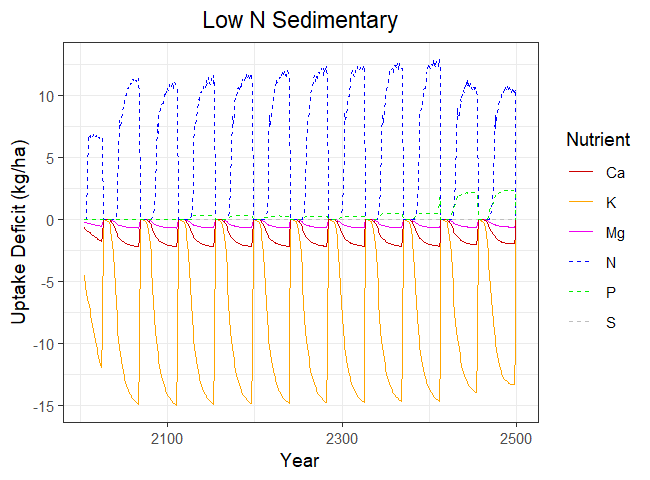 Low N Sedimentary
Uptake Deficit (kg/ha)
10
5
0
-5
-10
-15
2100
2300
2500
Year
Nutrient
Ca
K
Mg
N
P
S